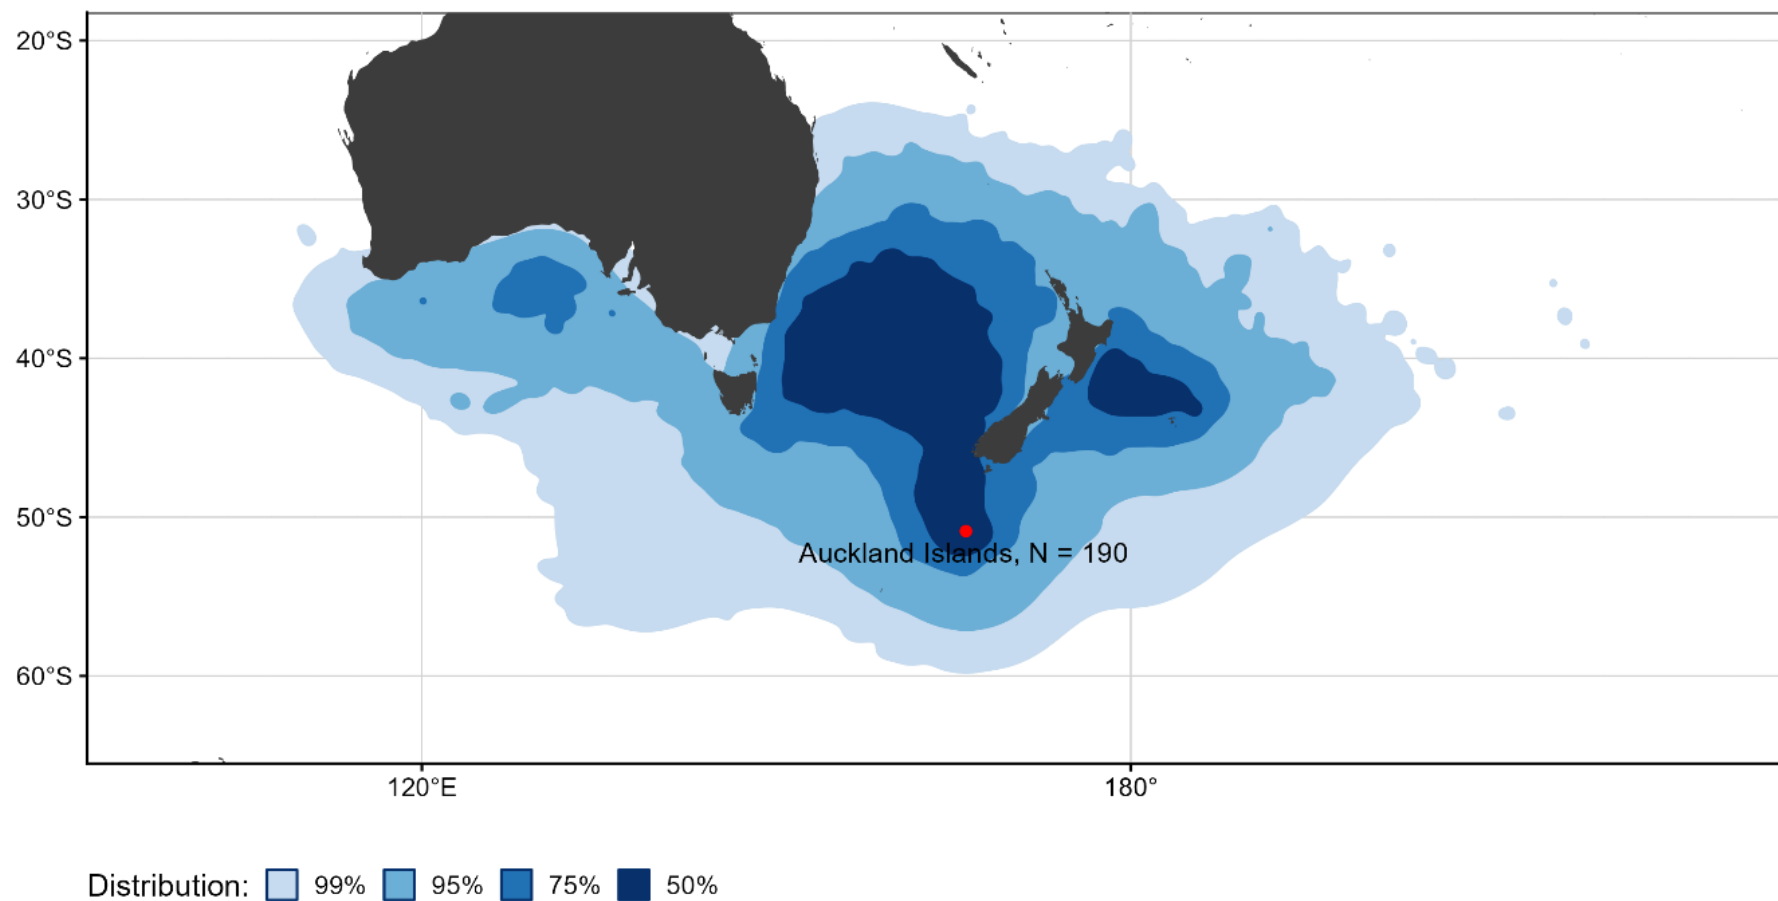 20°S
30°S
40°S
50°S
60°S
Auckland Islands, N = 190
120°E 180°
Distribution: 99% 95% 75% 50%